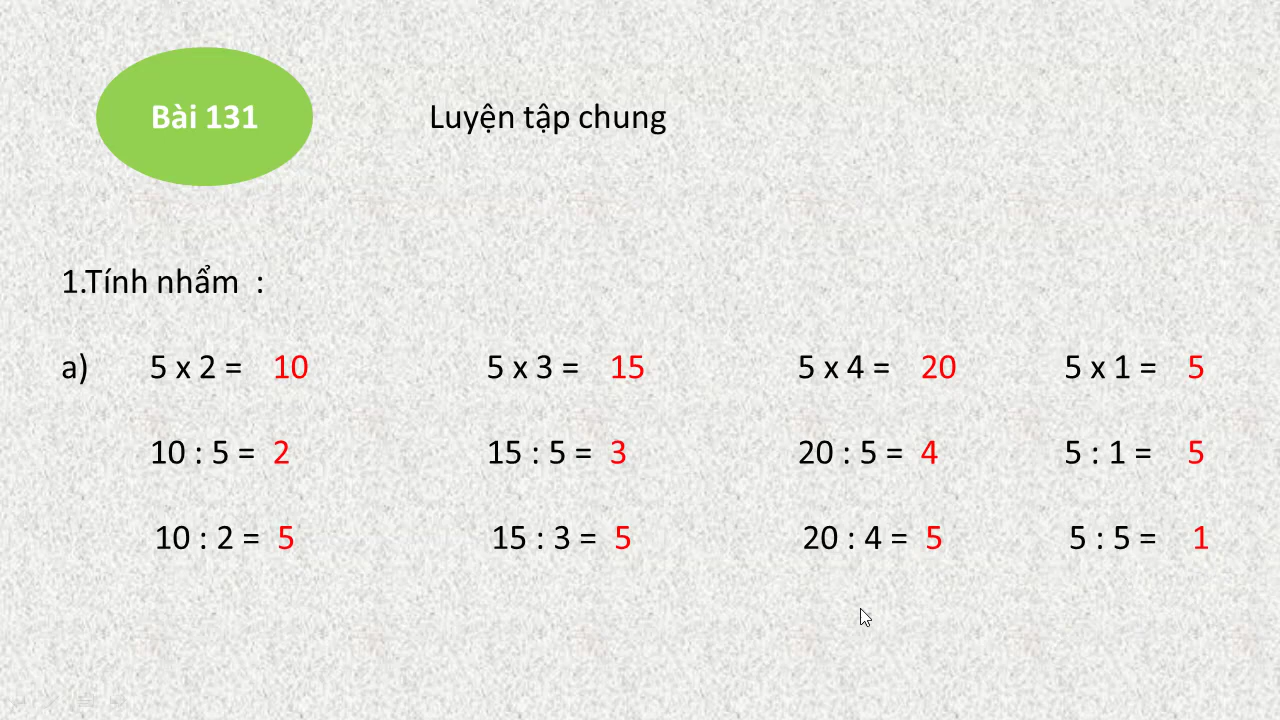 Bài 131
Luyện tập chung
1.Tính nhẩm :
a) 5 x 2 = 10 5 x 3 = 15 5 x 4 = 20 5 x 1 = 5
10 : 5 = 2 15 : 5 = 3 20 : 5 = 4 5 : 1 = 5
10 : 2 = 5 15 : 3 = 5 20 : 4 = 5 5 : 5 = 1